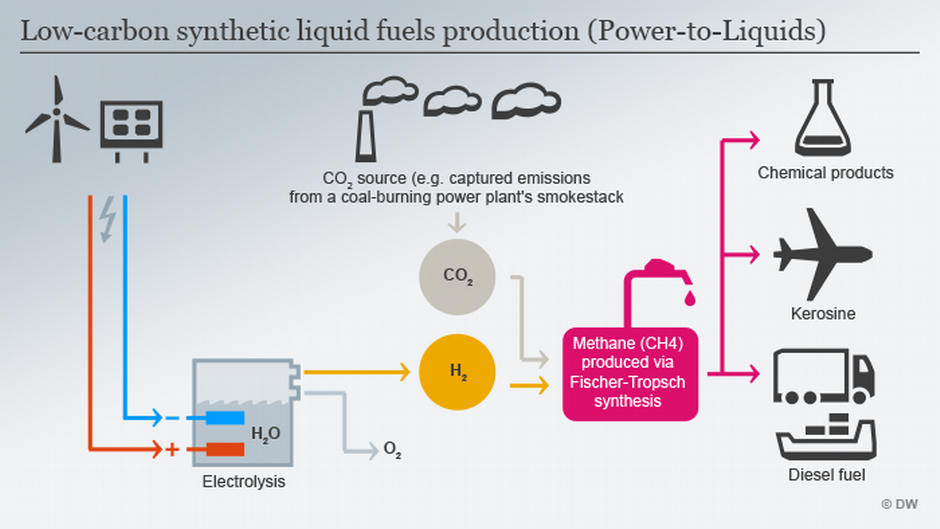 Low-carbon synthetic liquid fuels production (Power-to-Liquids)
CO₂ source (e.g. captured emissions
from a coal-burning power plant's smokestack
Chemical products
CO₂
Kerosine
H₂
Methane (CH4)
produced via
Fischer-Tropsch
synthesis
−
+
H₂O
O₂
Electrolysis
Diesel fuel
© DW